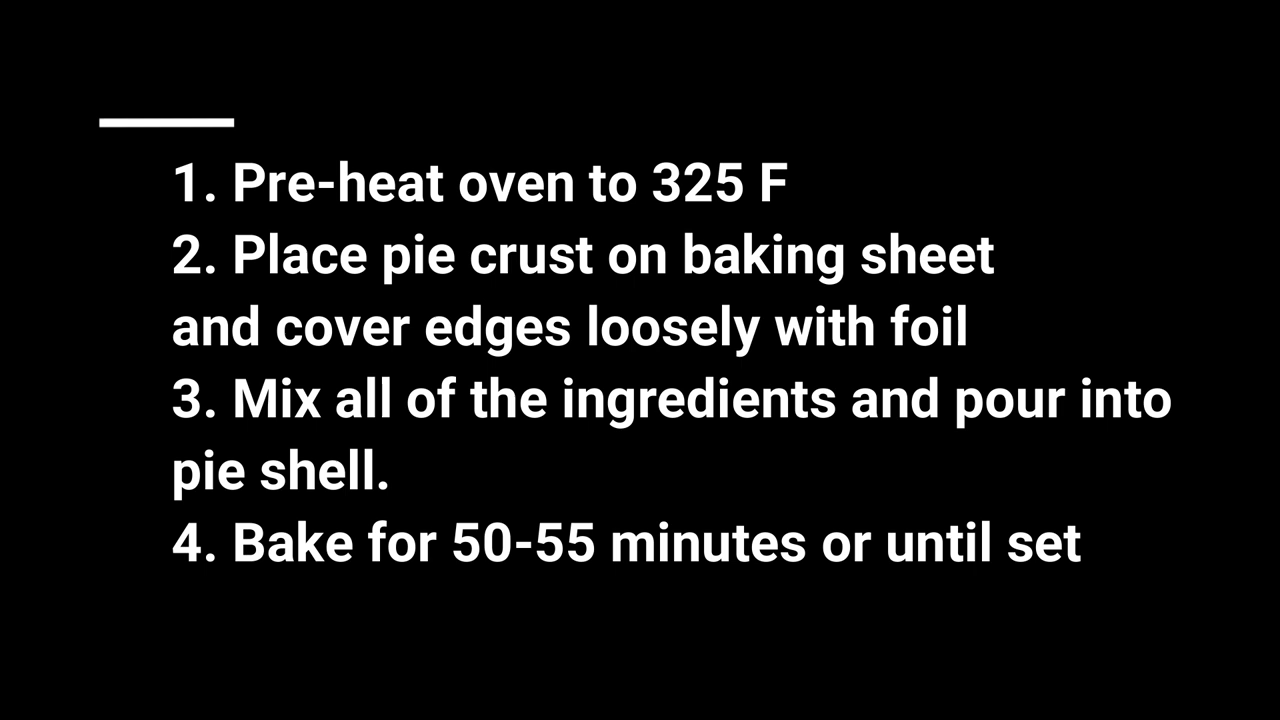 1. Pre-heat oven to 325 F
2. Place pie crust on baking sheet
and cover edges loosely with foil
3. Mix all of the ingredients and pour into
pie shell.
4. Bake for 50-55 minutes or until set